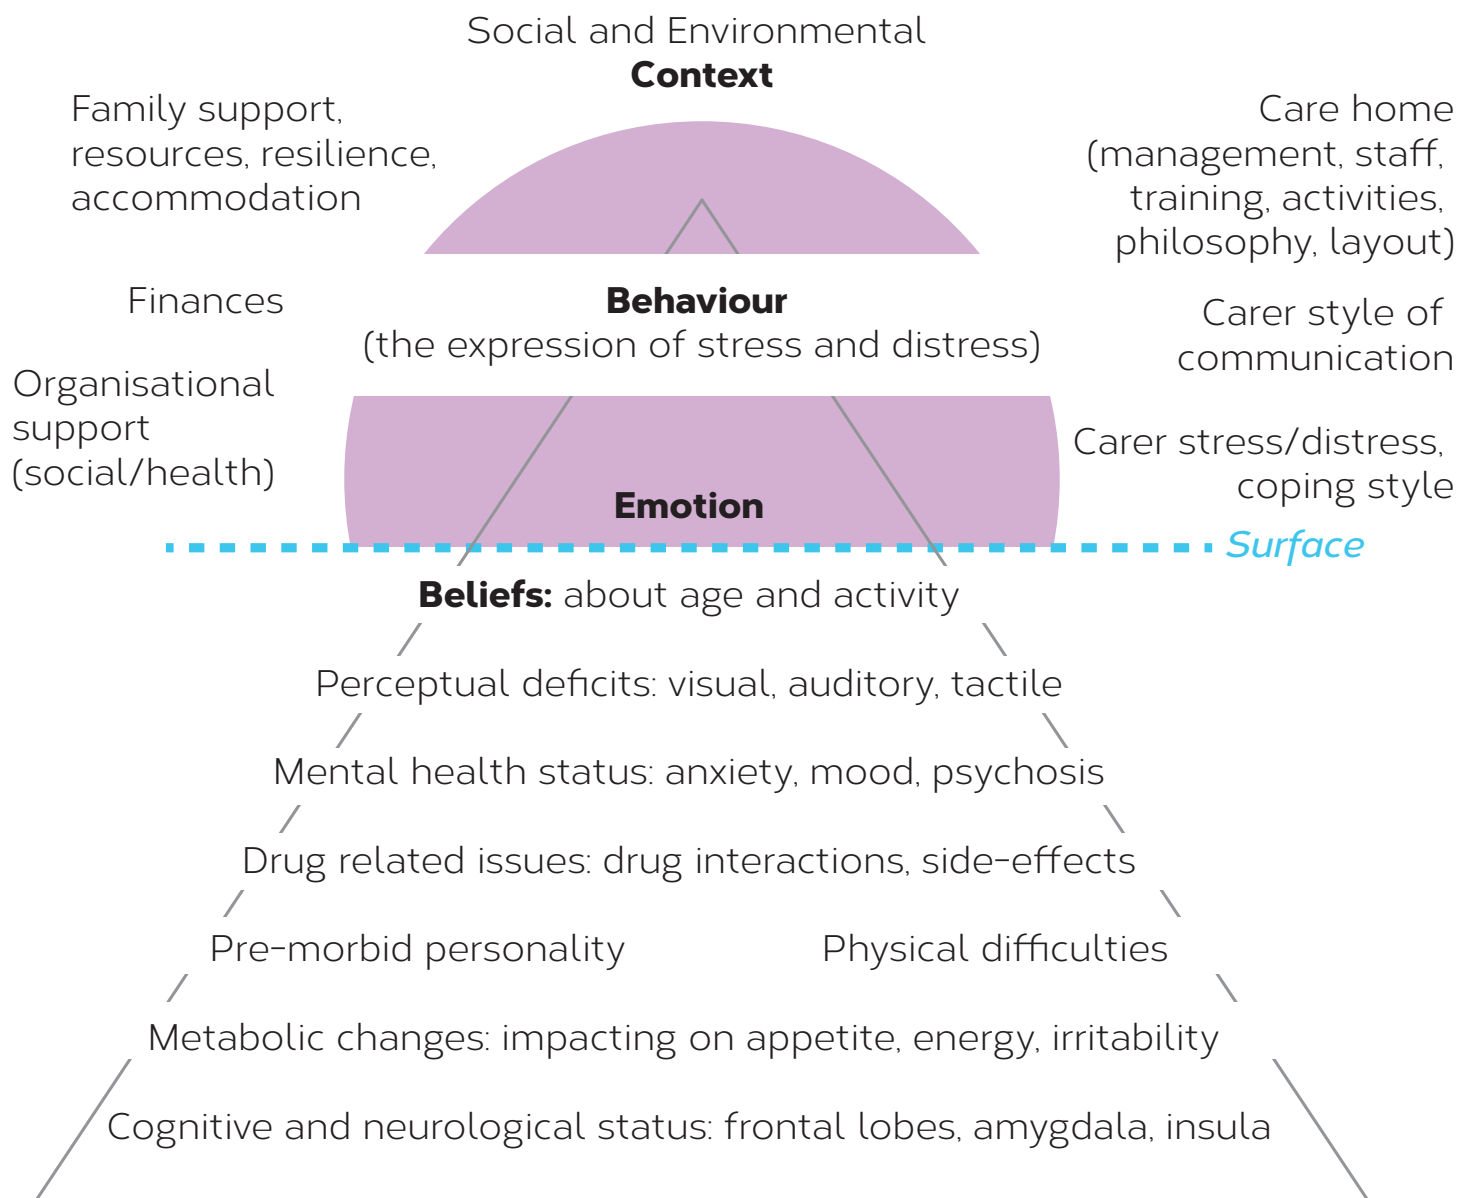 Social and Environmental
Context
Family support,
resources, resilience,
accommodation
Care home
(management, staff,
training, activities,
philosophy, layout)
Finances
Behaviour
(the expression of stress and distress)
Carer style of
communication
Organisational
support
(social/health)
Carer stress/distress,
coping style
Emotion
Surface
Beliefs: about age and activity
Perceptual deficits: visual, auditory, tactile
Mental health status: anxiety, mood, psychosis
Drug related issues: drug interactions, side-effects
Pre-morbid personality
Physical difficulties
Metabolic changes: impacting on appetite, energy, irritability
Cognitive and neurological status: frontal lobes, amygdala, insula